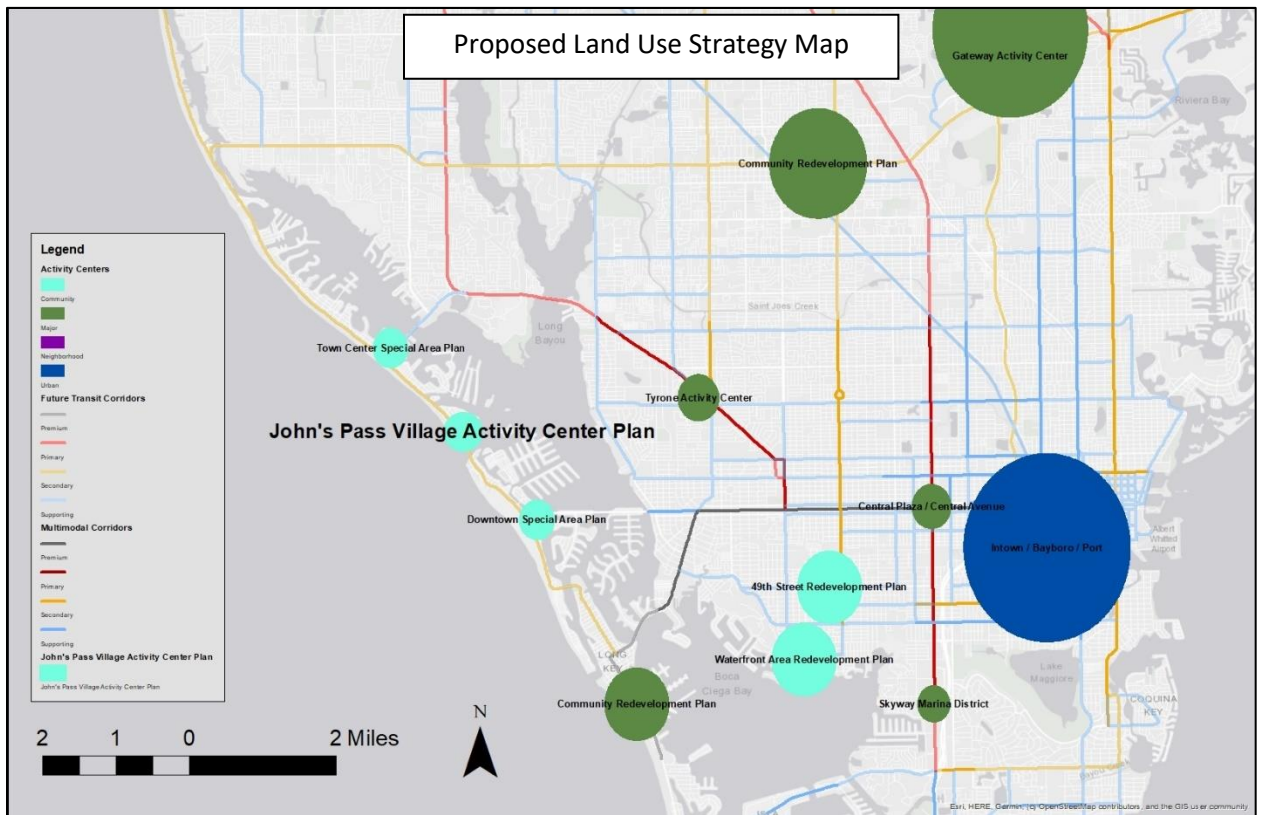 Proposed Land Use Strategy Map
Gateway Activity Center
Riviera Bay
Community Redevelopment Plan
Saint Joes Creek
Long
Bayou
Town Center Special Area Plan
Tyrone Activity Center
John's Pass Village Activity Center Plan
Downtown Special Area Plan
Central Plaza / Central Avenue
Albert
Whitted
Airport
Intown / Bayboro / Port
49th Street Redevelopment Plan
Waterfront Area Redevelopment Plan
LONG
KEY
Boca
Ciega Bay
Lake
Maggiore
COQUINA
KEY
Community Redevelopment Plan
Skyway Marina District
Bayou Creek
Legend
Activity Centers
Community
Major
Neighborhood
Urban
Future Transit Corridors
Premium
Primary
Secondary
Supporting
Multimodal Corridors
Premium
Primary
Secondary
Supporting
John's Pass Village Activity Center Plan
John's Pass Village Activity Center Plan
2 1 0 2 Miles
N
Esri, HERE, Garmin, (c) OpenStreetMap contributors, and the GIS user community